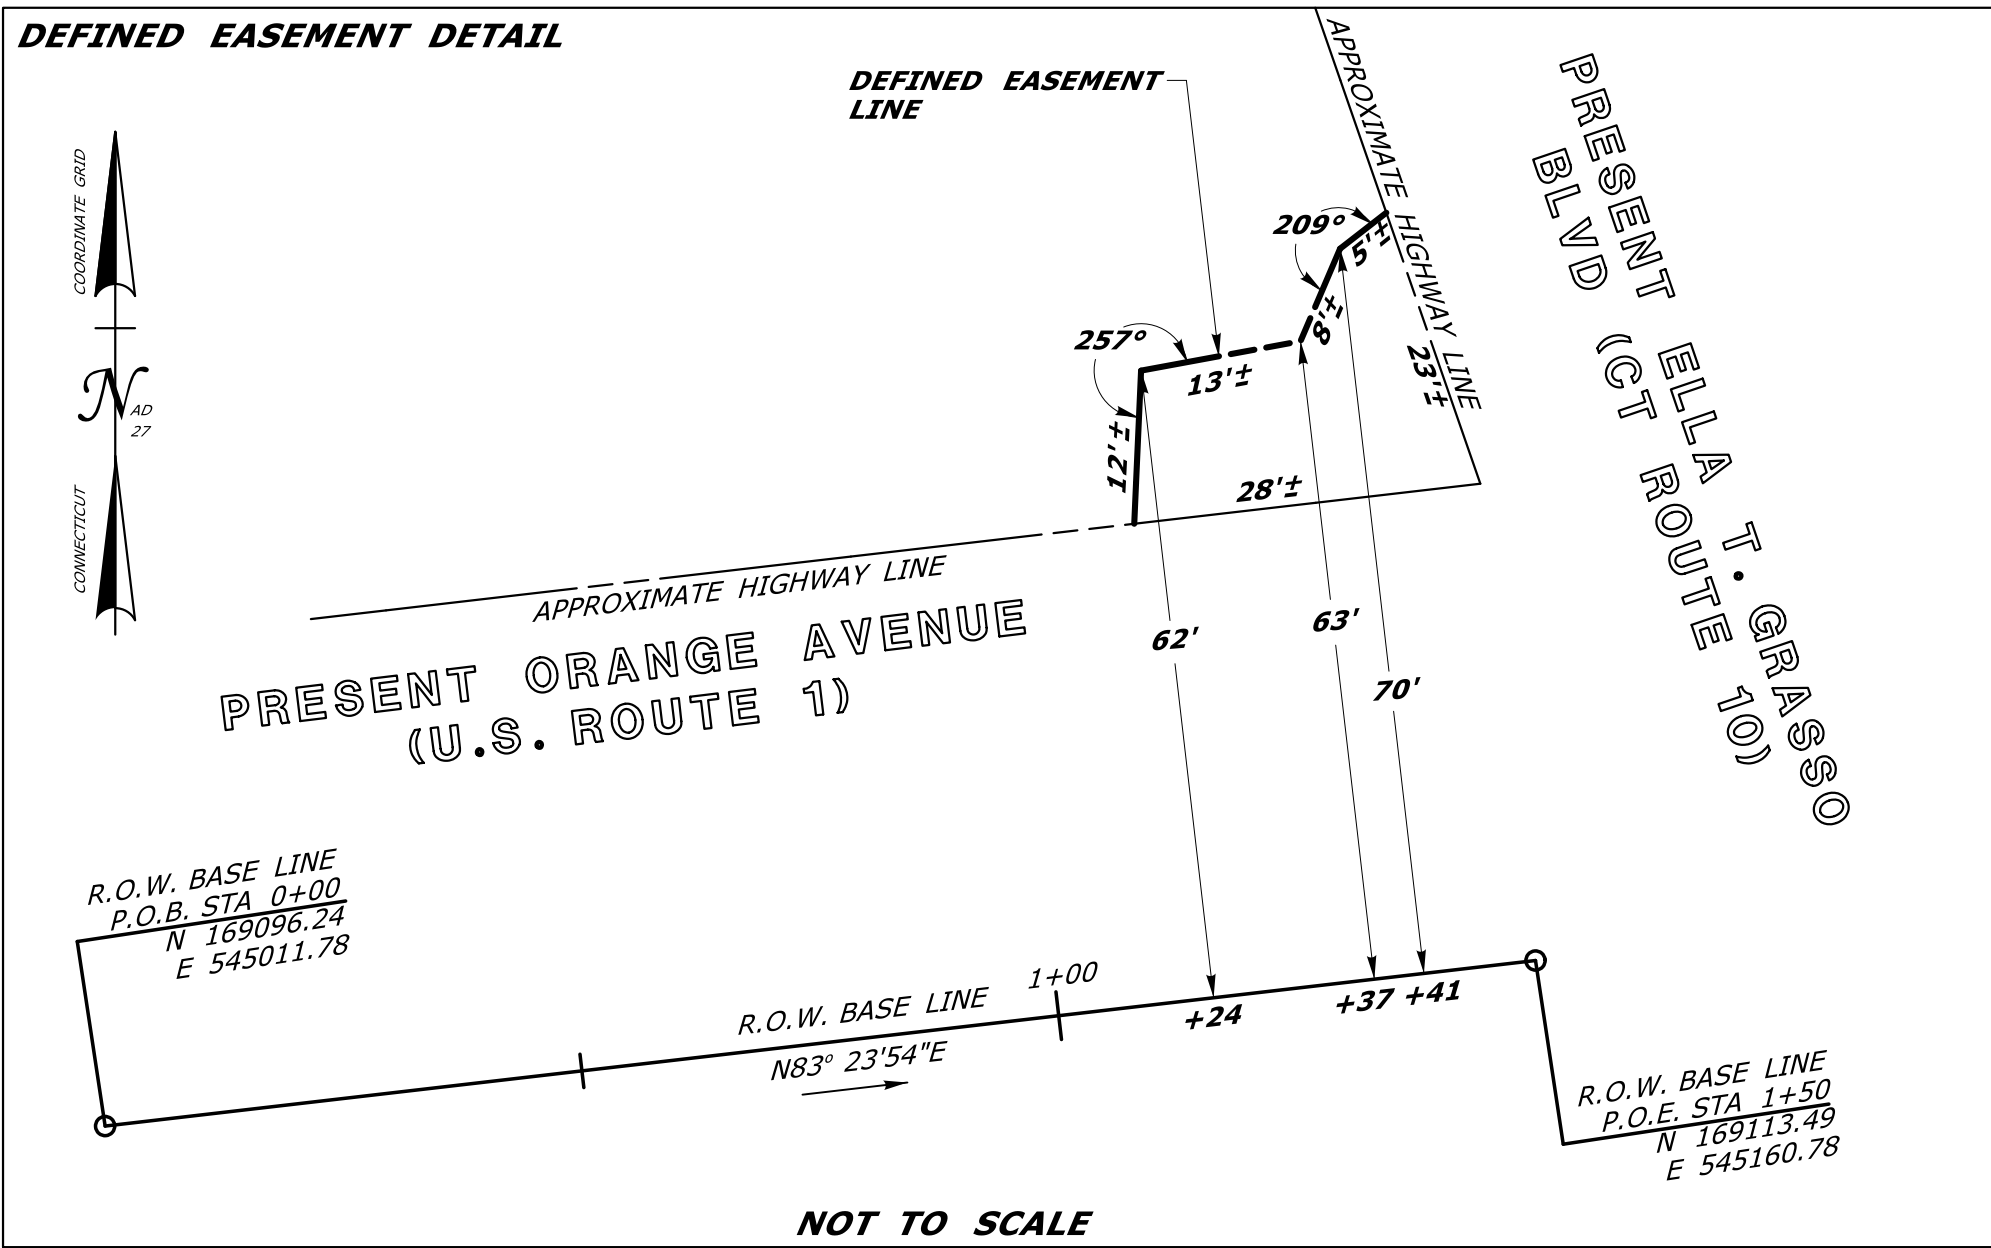 DEFINED EASEMENT DETAIL
DEFINED EASEMENT
LINE
COORDINATE GRID
N
AD
27
CONNECTICUT
APPROXIMATE HIGHWAY LINE
PRESENT ELLA T. GRASSO
BLVD (CT ROUTE 10)
209°
5'±
8'±
257°
13'±
12'±
23'±
28'±
APPROXIMATE HIGHWAY LINE
PRESENT ORANGE AVENUE
(U.S. ROUTE 1)
62'
63'
70'
R.O.W. BASE LINE
P.O.B. STA 0+00
N 169096.24
E 545011.78
R.O.W. BASE LINE
1+00
N83° 23'54"E
+24
+37 +41
R.O.W. BASE LINE
P.O.E. STA 1+50
N 169113.49
E 545160.78
NOT TO SCALE